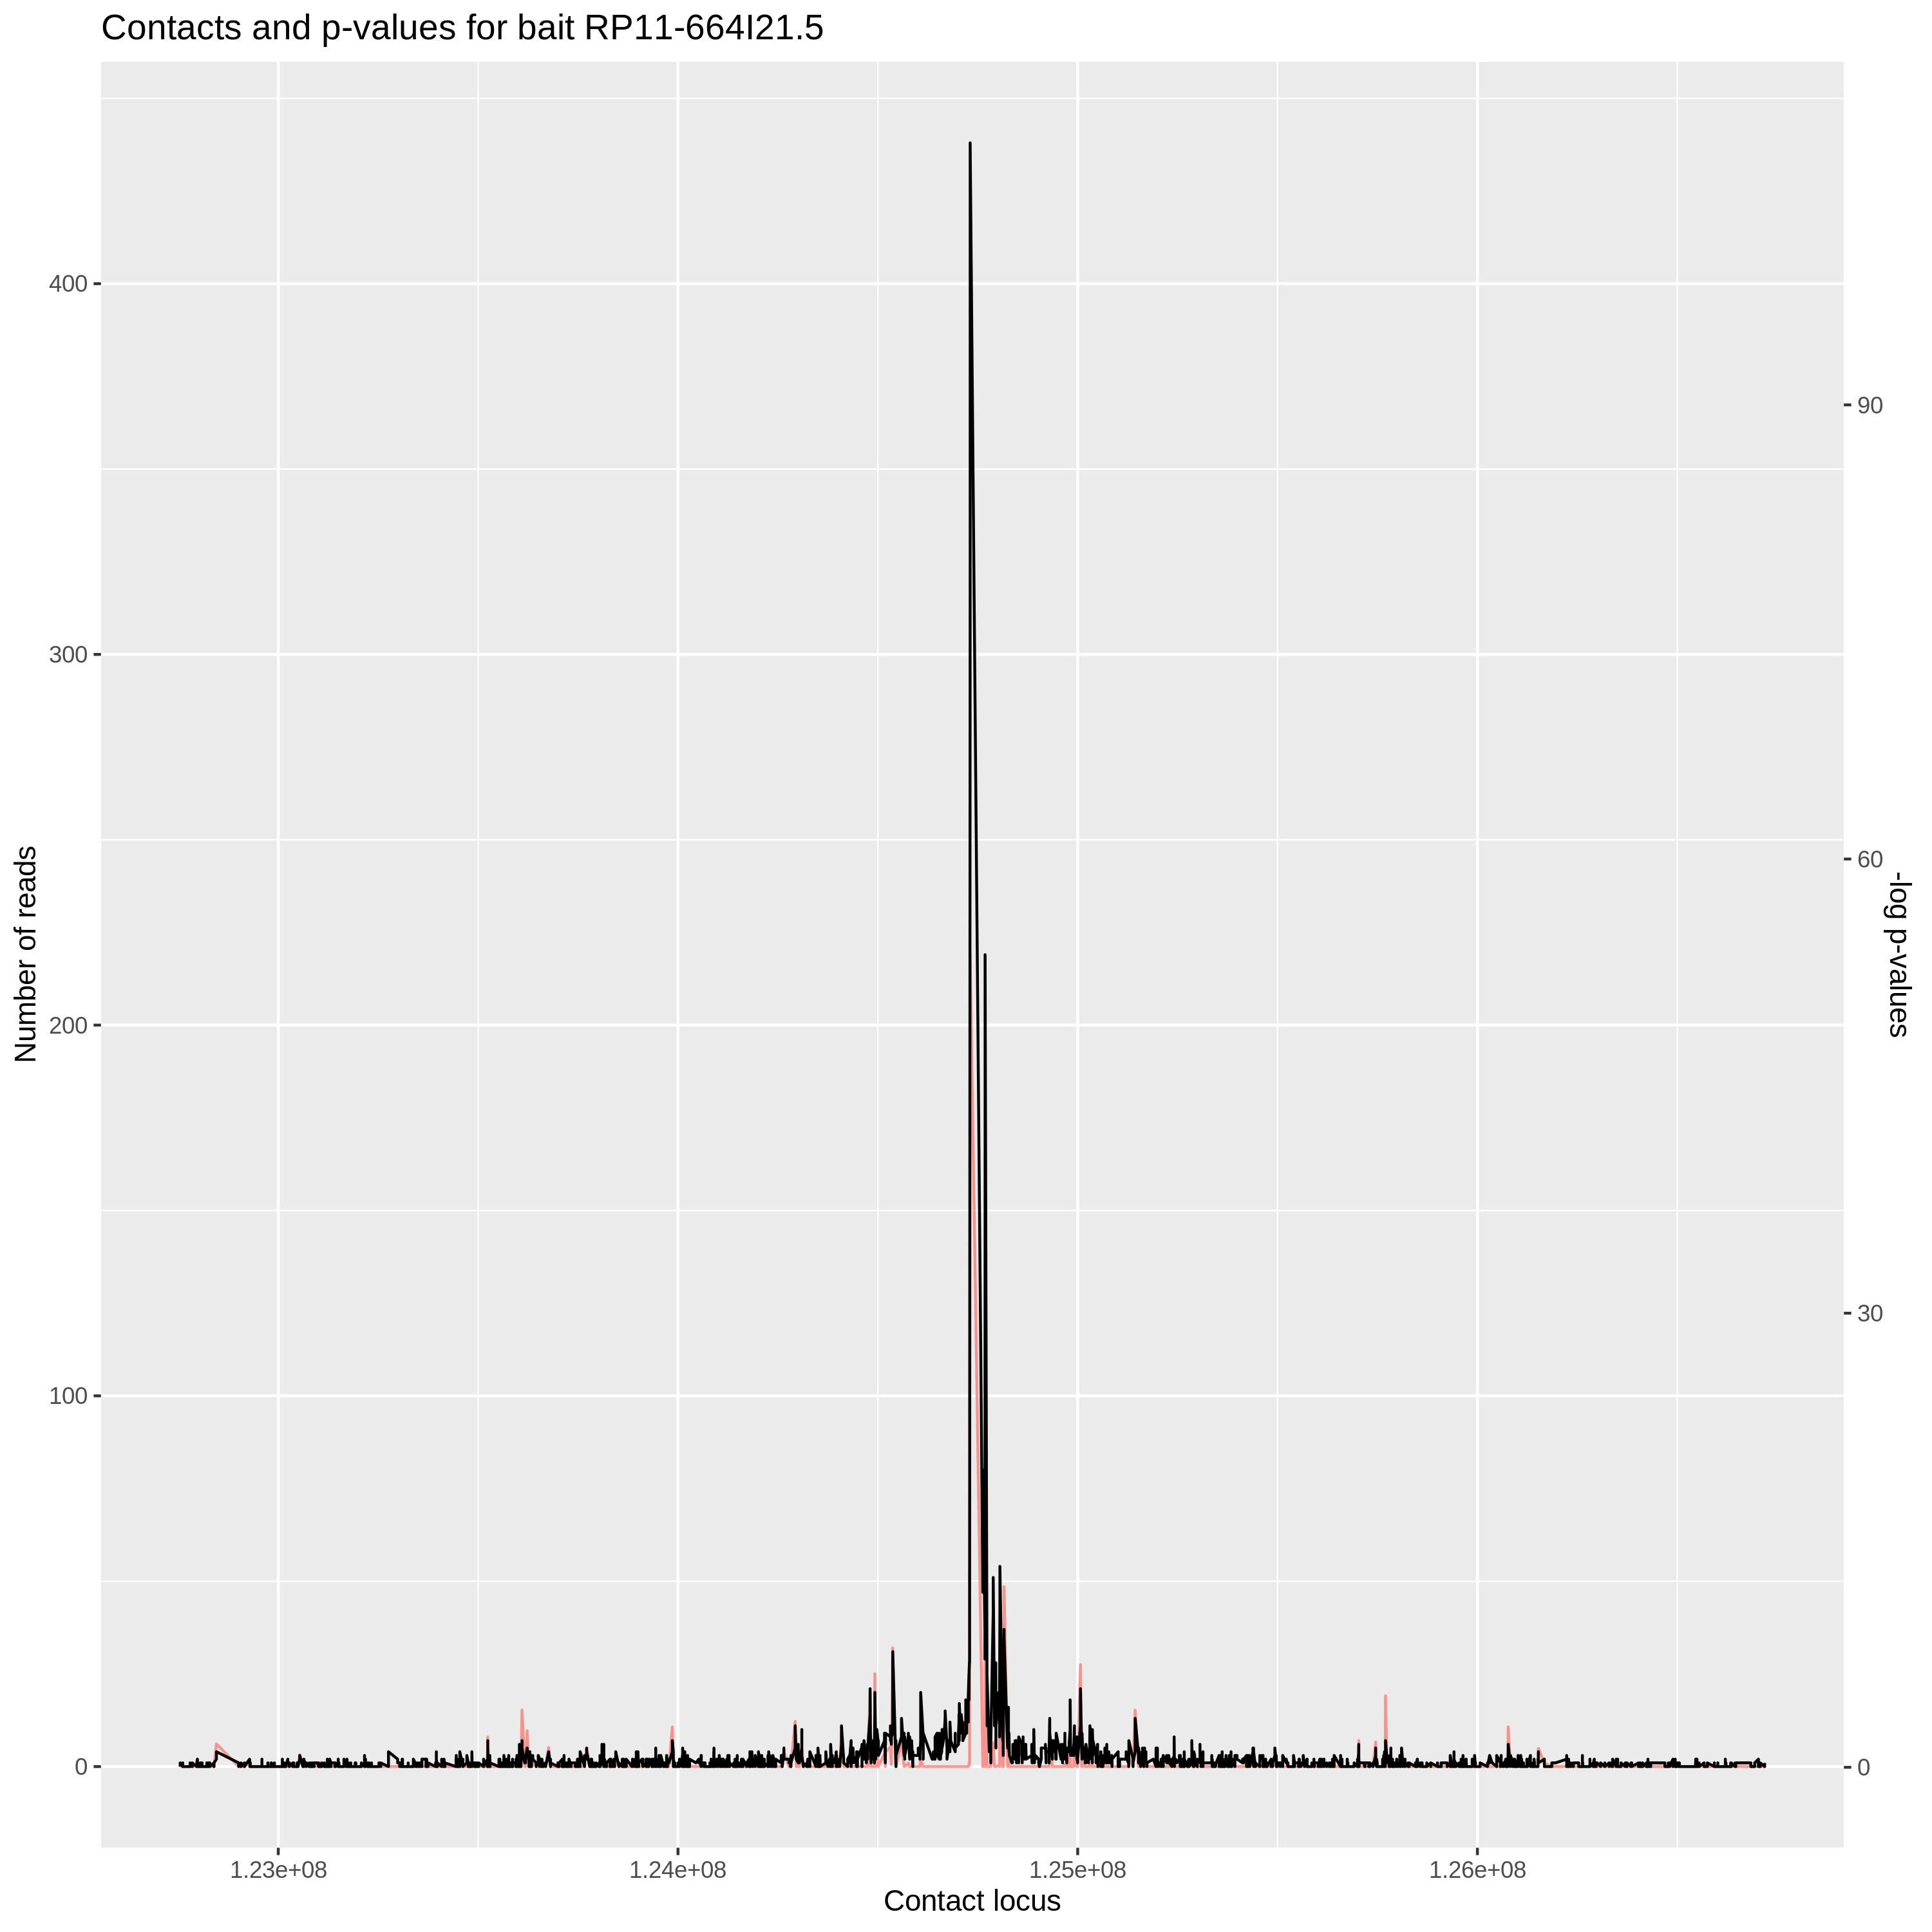 Contacts and p-values for bait RP11-664I21.5
400
300
200
100
0
90
60
30
0
Number of reads
-log p-values
1.23e+08
1.24e+08
1.25e+08
1.26e+08
Contact locus